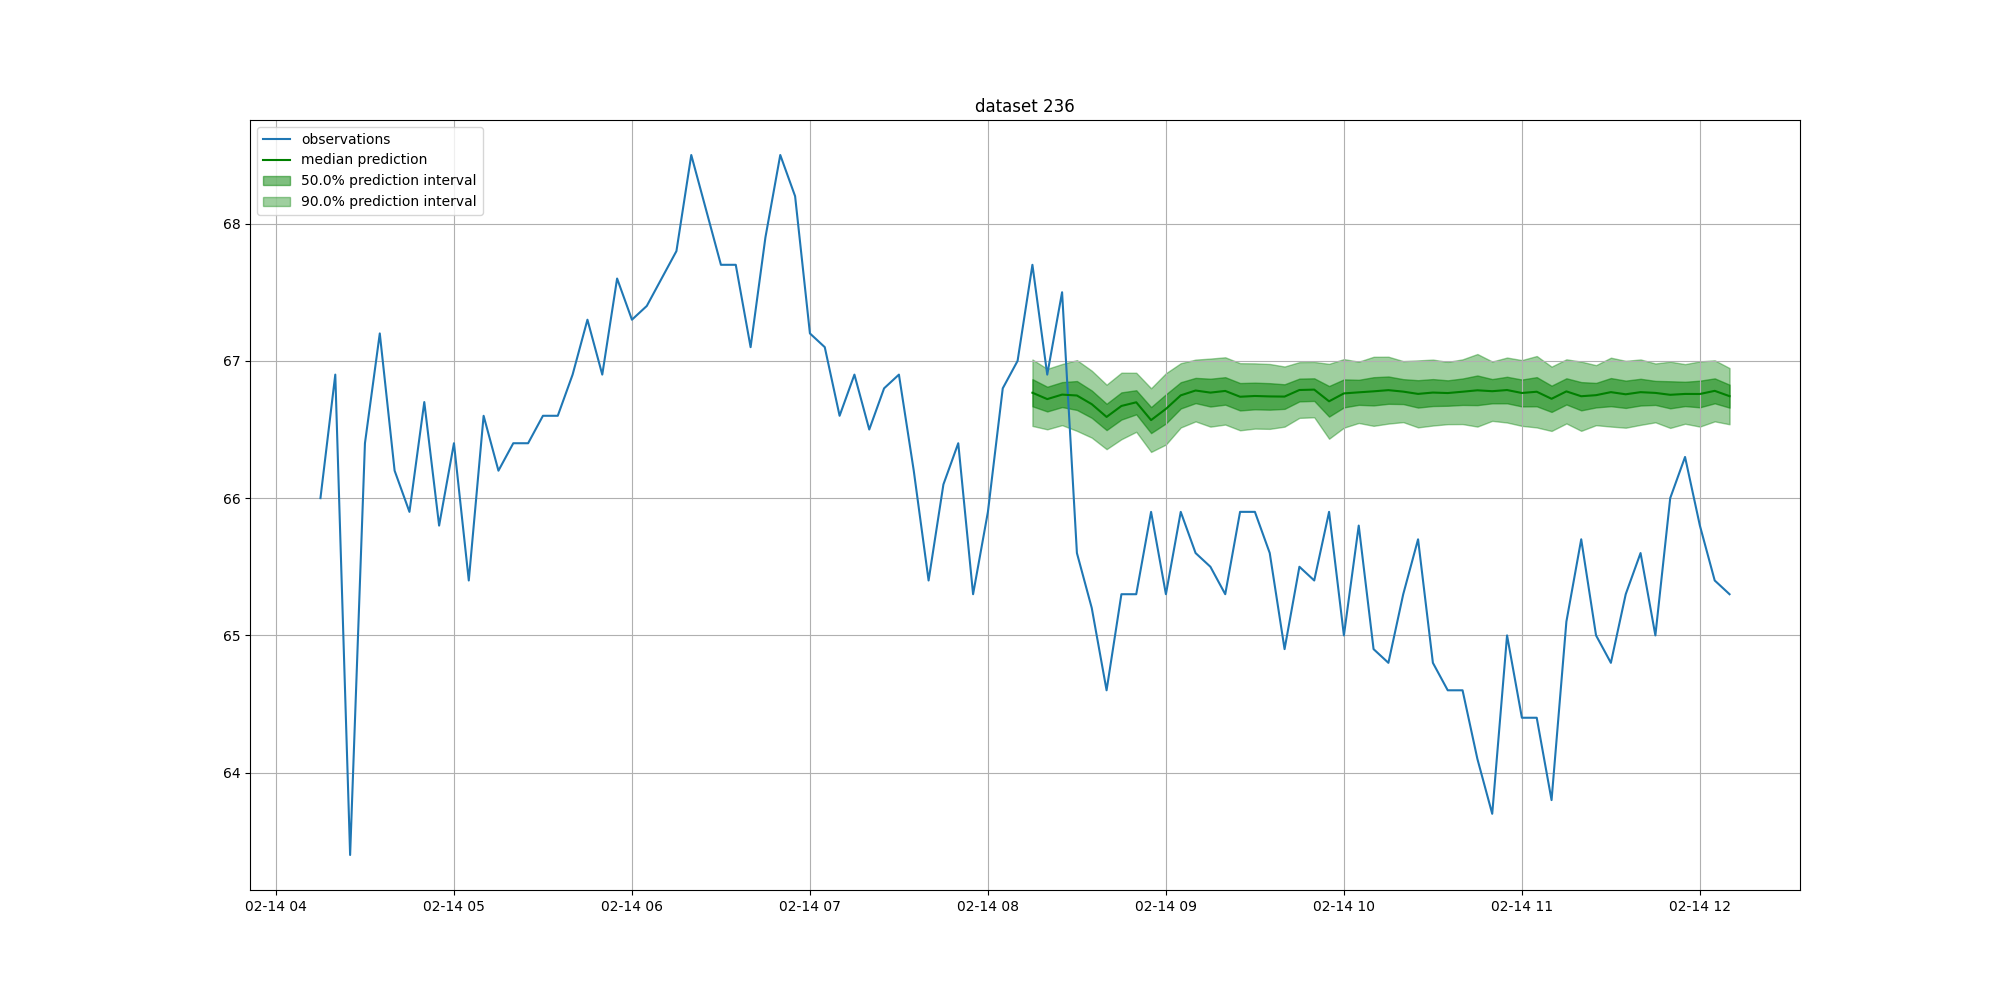 dataset 236
observations
median prediction
50.0% prediction interval
90.0% prediction interval
68
67
66
65
64
02-14 04 02-14 05 02-14 06 02-14 07 02-14 08 02-14 09 02-14 10 02-14 11 02-14 12